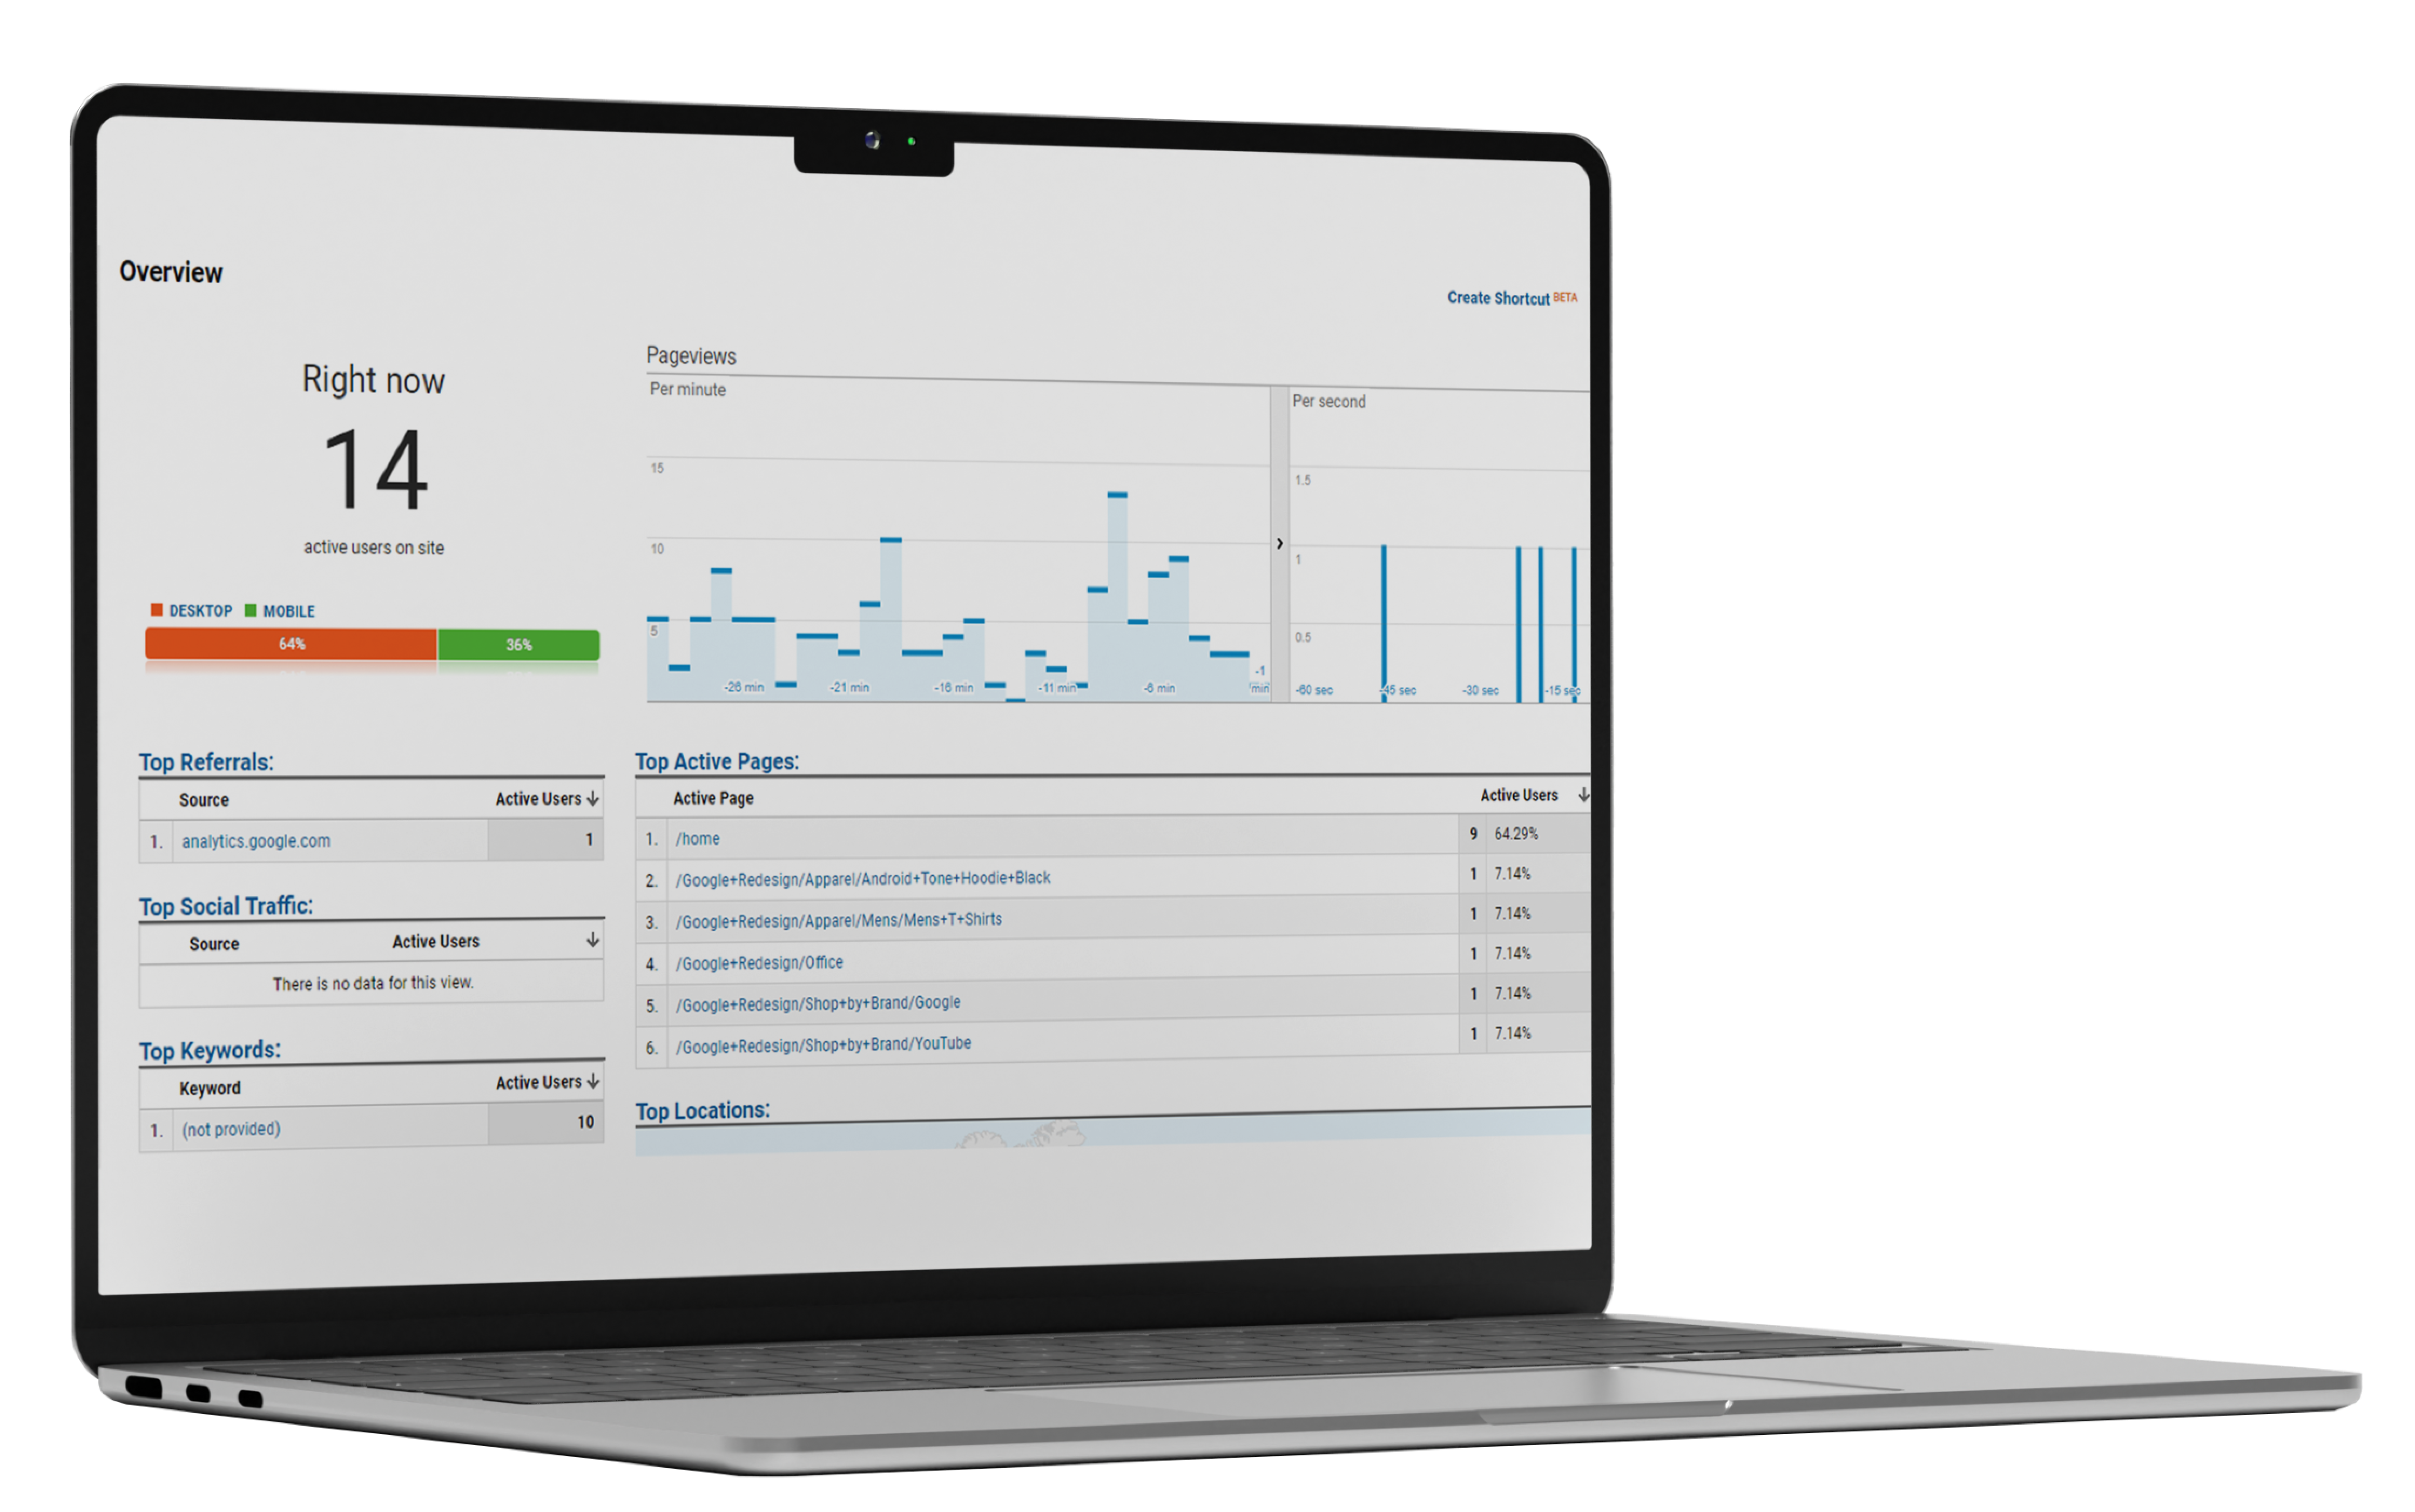 Overview
Create Shortcut BETA
Right now
14
active users on site
DESKTOP MOBILE
64% 36%
Pageviews
Per minute
15
10
5
-26 min -21 min -16 min -11 min -6 min -1 min
Per second
1.5
1
0.5
-60 sec -45 sec -30 sec -15 sec
Top Referrals:
Source Active Users
1. analytics.google.com 1
Top Social Traffic:
Source Active Users
There is no data for this view.
Top Keywords:
Keyword Active Users
1. (not provided) 10
Top Active Pages:
Active Page Active Users
1. /home 9 64.29%
2. /Google+Redesign/Apparel/Android+Tone+Hoodie+Black 1 7.14%
3. /Google+Redesign/Apparel/Mens/Mens+T+Shirts 1 7.14%
4. /Google+Redesign/Office 1 7.14%
5. /Google+Redesign/Shop+by+Brand/Google 1 7.14%
6. /Google+Redesign/Shop+by+Brand/YouTube 1 7.14%
Top Locations: